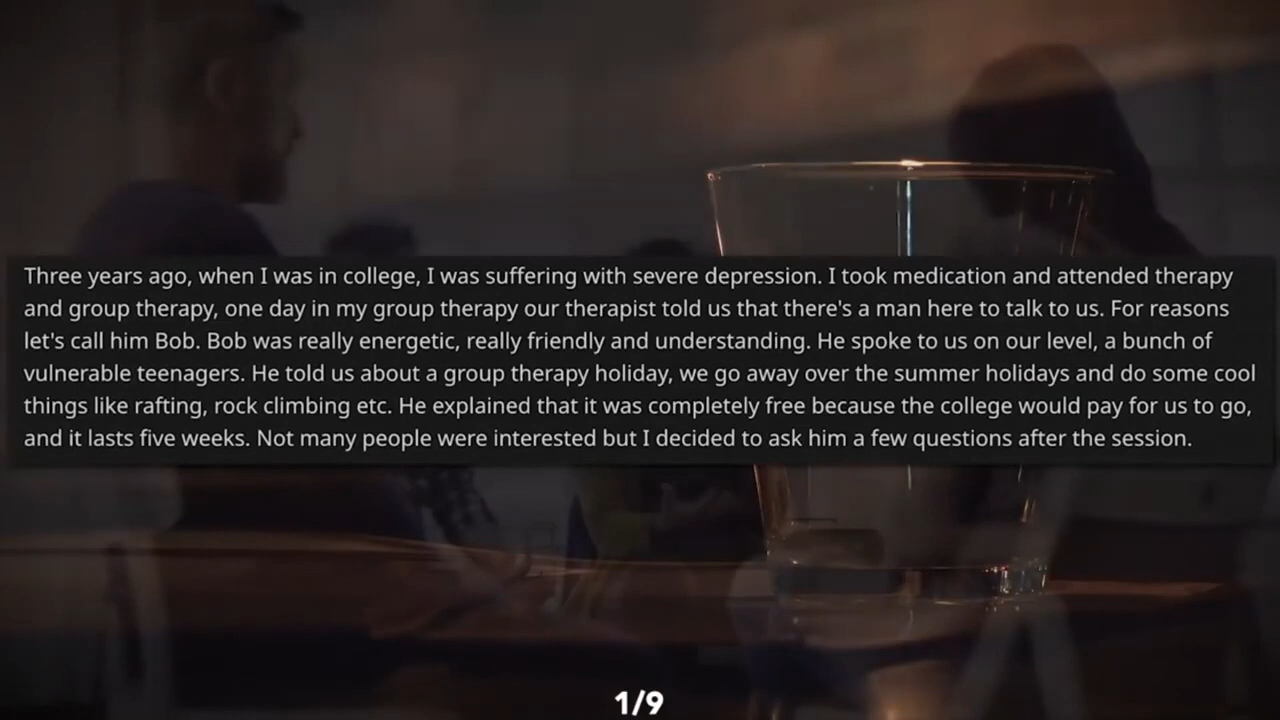 Three years ago, when I was in college, I was suffering with severe depression. I took medication and attended therapy
and group therapy, one day in my group therapy our therapist told us that there's a man here to talk to us. For reasons
let's call him Bob. Bob was really energetic, really friendly and understanding. He spoke to us on our level, a bunch of
vulnerable teenagers. He told us about a group therapy holiday, we go away over the summer holidays and do some cool
things like rafting, rock climbing etc. He explained that it was completely free because the college would pay for us to go,
and it lasts five weeks. Not many people were interested but I decided to ask him a few questions after the session.
1/9